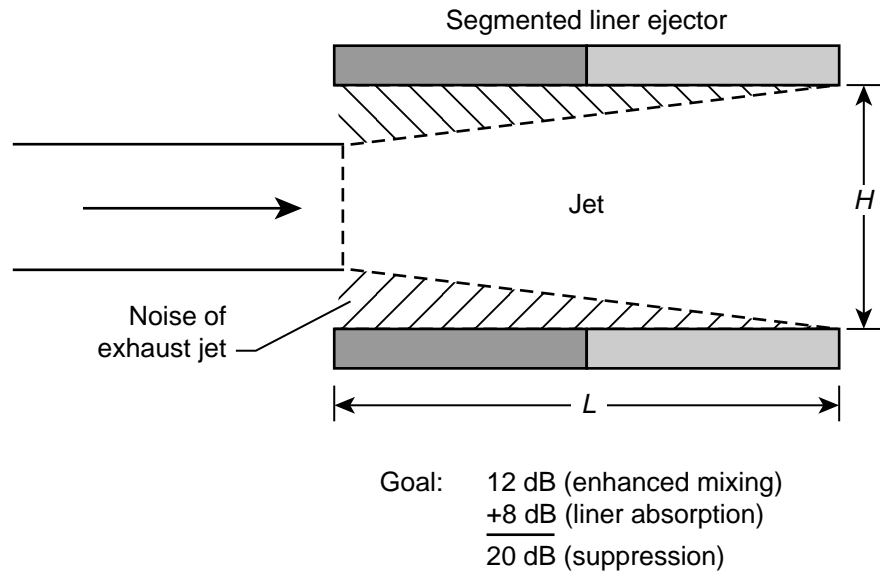 Segmented liner ejector
Jet
H
Noise of
exhaust jet
L
Goal: 12 dB (enhanced mixing)
+8 dB (liner absorption)
20 dB (suppression)